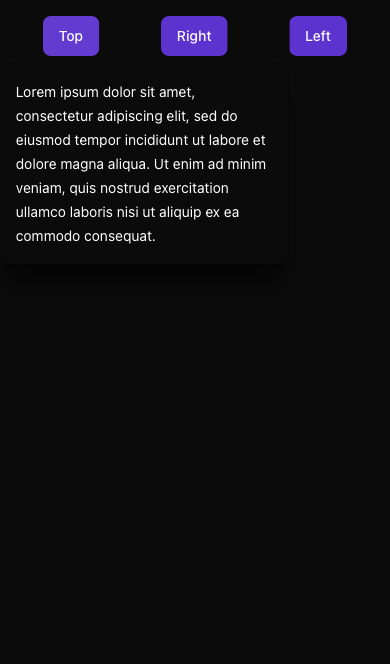 Top Right Left
Lorem ipsum dolor sit amet,
consectetur adipiscing elit, sed do
eiusmod tempor incididunt ut labore et
dolore magna aliqua. Ut enim ad minim
veniam, quis nostrud exercitation
ullamco laboris nisi ut aliquip ex ea
commodo consequat.